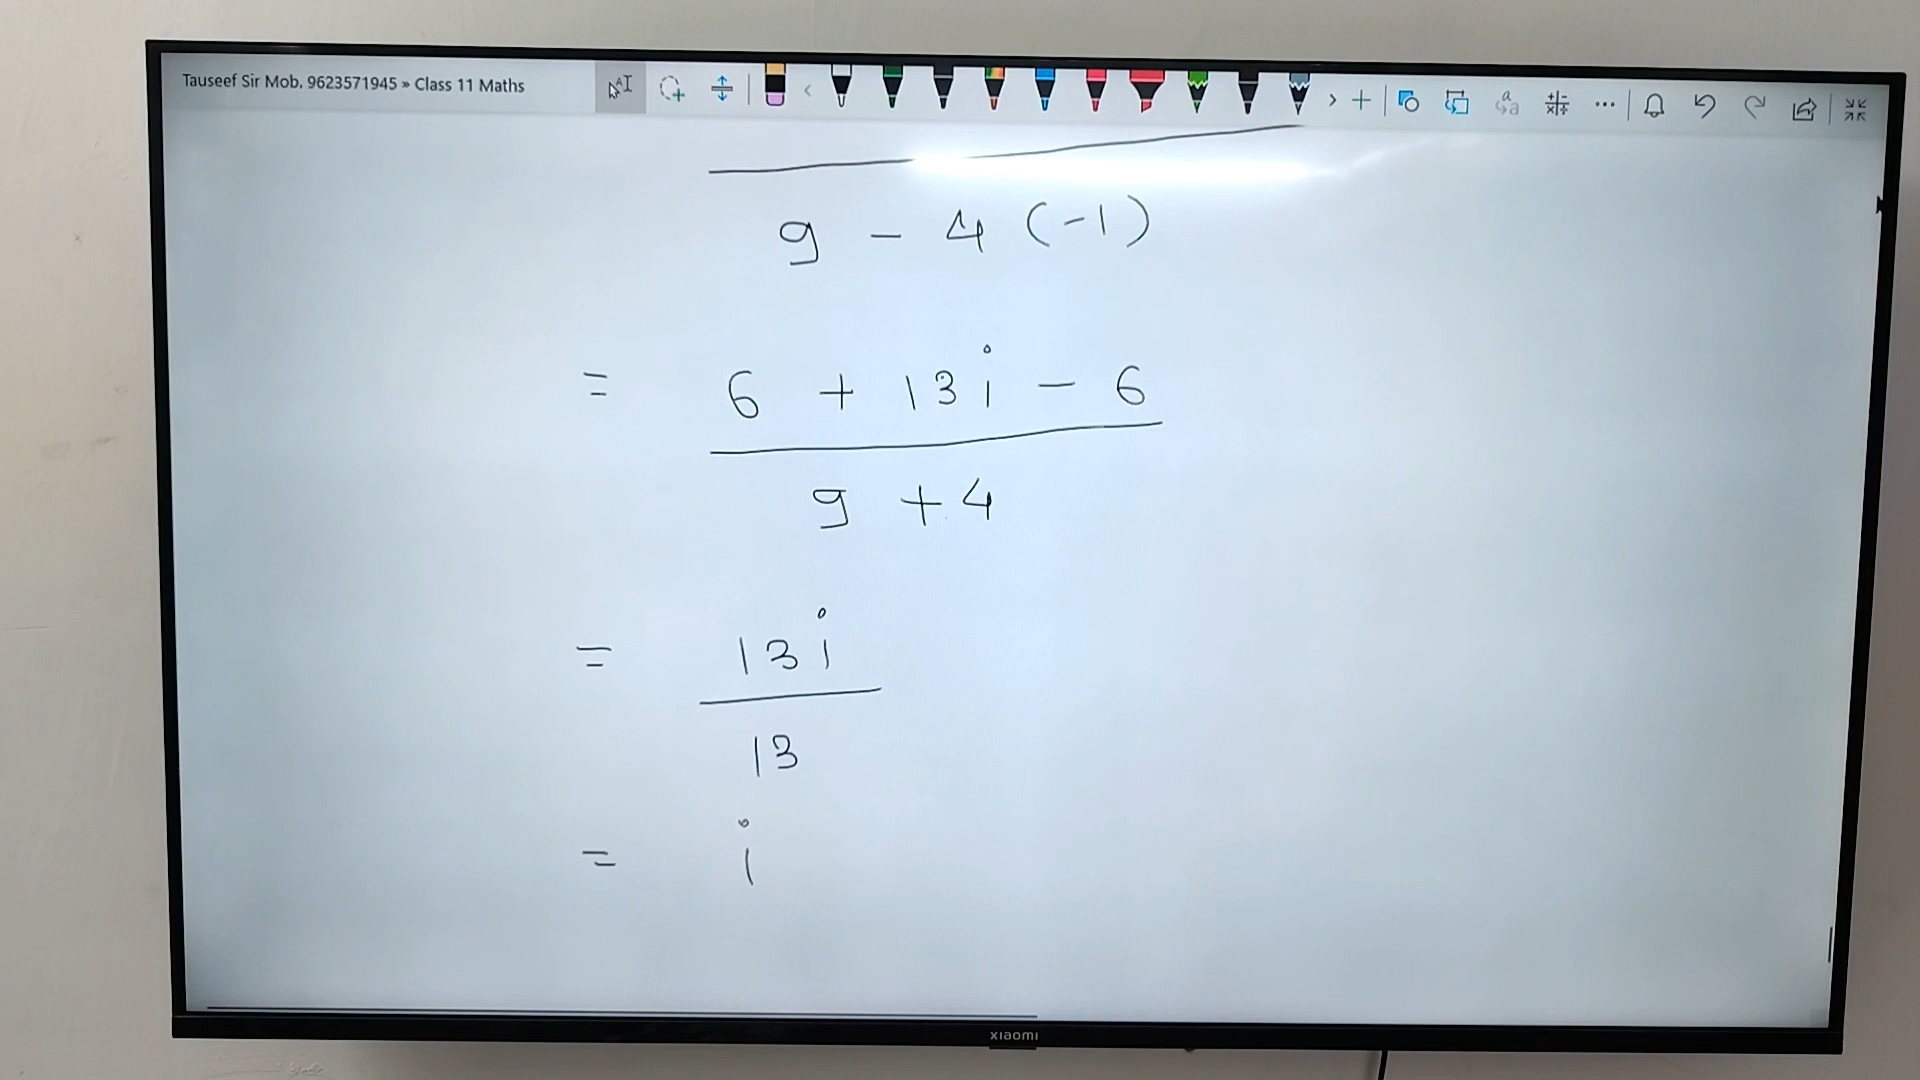 Tauseef Sir Mob. 9623571945 » Class 11 Maths
9 - 4 (-1)
= 6 + 13i - 6
9 + 4
= 13i
13
= i
xiaomi